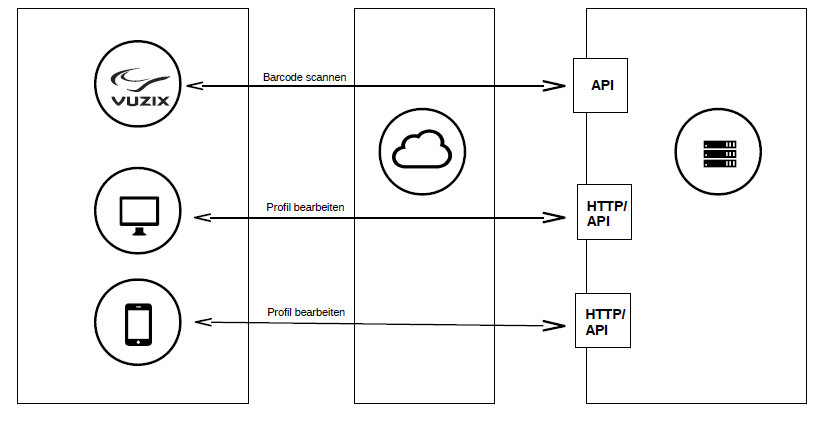 Barcode scannen
API
VUZIX
Profil bearbeiten
HTTP/
API
Profil bearbeiten
HTTP/
API